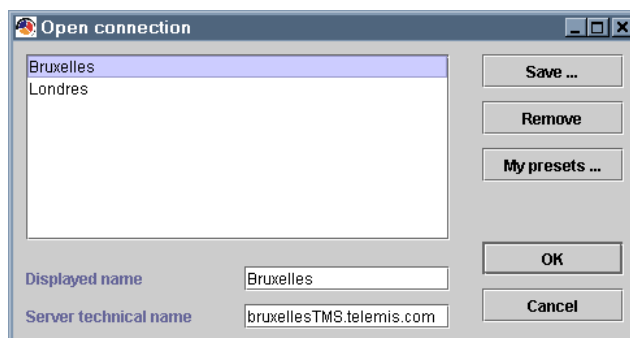 Open connection
Bruxelles
Londres
Save ...
Remove
My presets ...
Displayed name Bruxelles
Server technical name bruxellesTMS.telemis.com
OK
Cancel